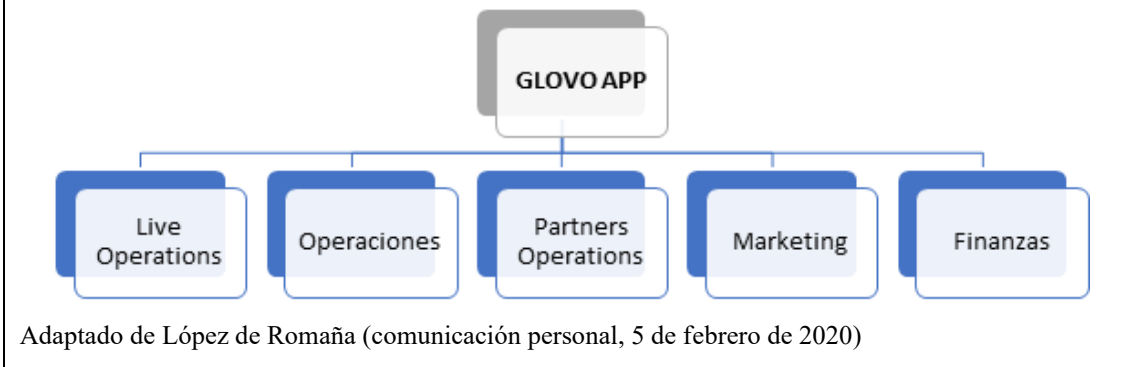 GLOVO APP
Live
Operations
Operaciones
Partners
Operations
Marketing
Finanzas
Adaptado de López de Romaña (comunicación personal, 5 de febrero de 2020)